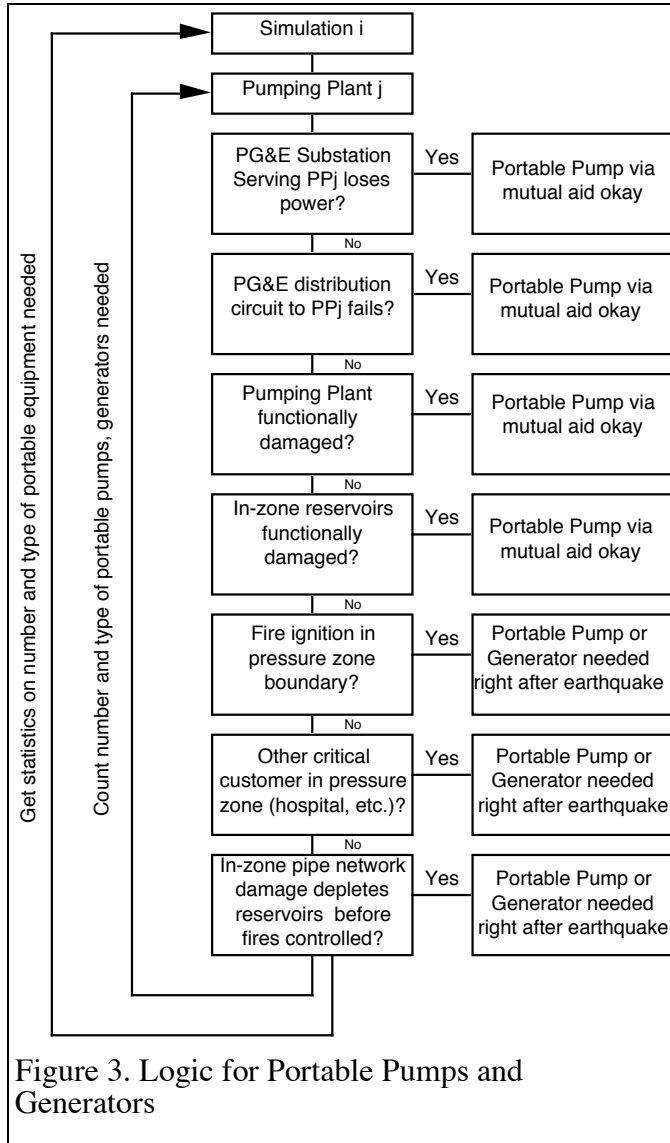 Simulation i
Pumping Plant j
PG&E Substation
Serving PPj loses
power?
Yes
Portable Pump via
mutual aid okay
No
PG&E distribution
circuit to PPj fails?
Yes
Portable Pump via
mutual aid okay
No
Pumping Plant
functionally
damaged?
Yes
Portable Pump via
mutual aid okay
No
In-zone reservoirs
functionally
damaged?
Yes
Portable Pump via
mutual aid okay
No
Fire ignition in
pressure zone
boundary?
Yes
Portable Pump or
Generator needed
right after earthquake
No
Other critical
customer in pressure
zone (hospital, etc.)?
Yes
Portable Pump or
Generator needed
right after earthquake
No
In-zone pipe network
damage depletes
reservoirs before
fires controlled?
Yes
Portable Pump or
Generator needed
right after earthquake
Get statistics on number and type of portable equipment needed
Count number and type of portable pumps, generators needed
Figure 3. Logic for Portable Pumps and
Generators